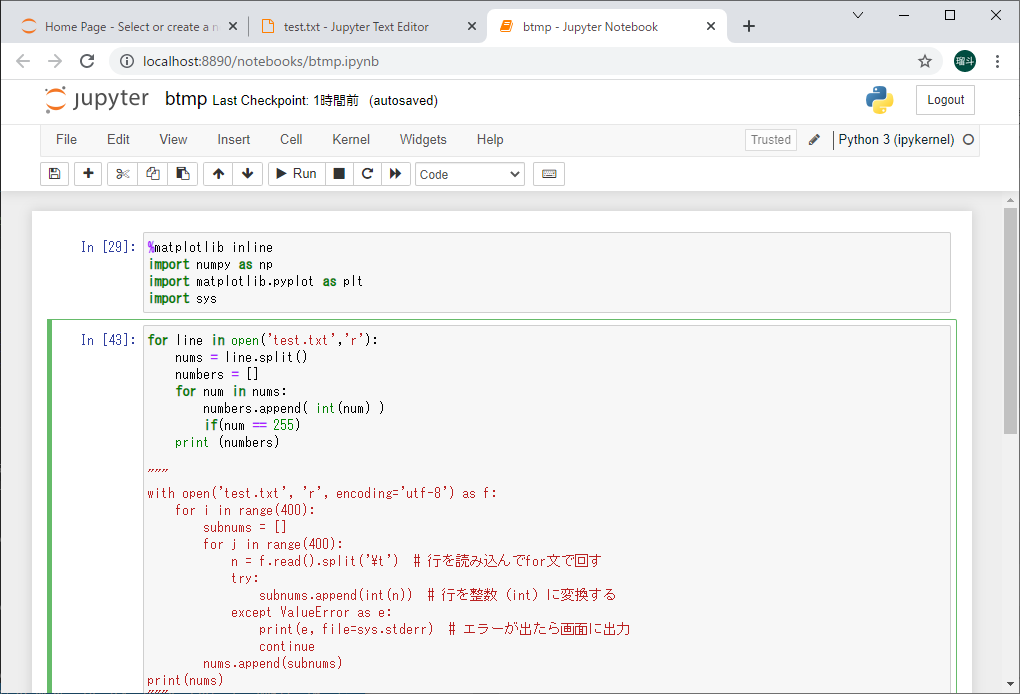 Home Page - Select or create a n
test.txt - Jupyter Text Editor
btmp - Jupyter Notebook
localhost:8890/notebooks/btmp.ipynb
瑠斗
jupyter btmp Last Checkpoint: 1時間前 (autosaved)
Logout
File Edit View Insert Cell Kernel Widgets Help
Trusted
Python 3 (ipykernel)
Run
Code
In [29]:
%matplotlib inline
import numpy as np
import matplotlib.pyplot as plt
import sys
In [43]:
for line in open('test.txt','r'):
    nums = line.split()
    numbers = []
    for num in nums:
        numbers.append( int(num) )
        if(num == 255)
    print (numbers)
"""
with open('test.txt', 'r', encoding='utf-8') as f:
    for i in range(400):
        subnums = []
        for j in range(400):
            n = f.read().split('¥t')  # 行を読み込んでfor文で回す
            try:
                subnums.append(int(n))  # 行を整数（int）に変換する
            except ValueError as e:
                print(e, file=sys.stderr)  # エラーが出たら画面に出力
                continue
        nums.append(subnums)
print(nums)
"""